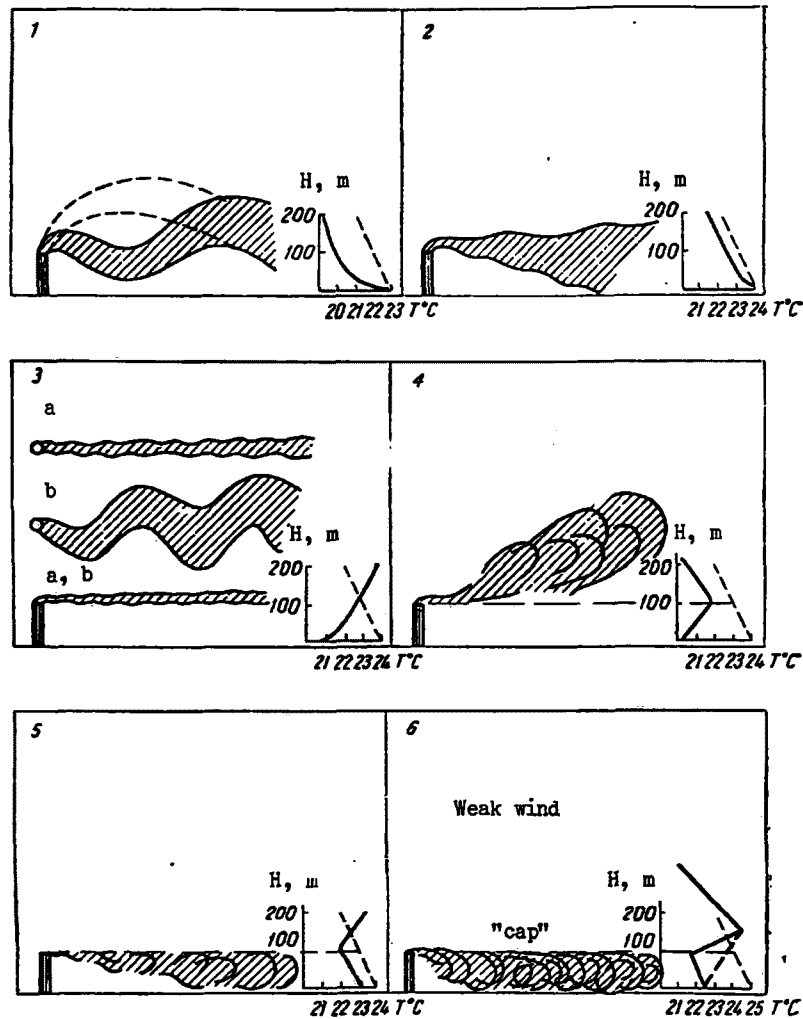 1
H, m
200
100
20 21 22 23 T°C
2
H, m
200
100
21 22 23 24 T°C
3
a
b
a, b
H, m
200
100
21 22 23 24 T°C
4
H, m
200
100
21 22 23 24 T°C
5
H, m
200
100
21 22 23 24 T°C
6
Weak wind
"cap"
H, m
200
100
21 22 23 24 25 T°C